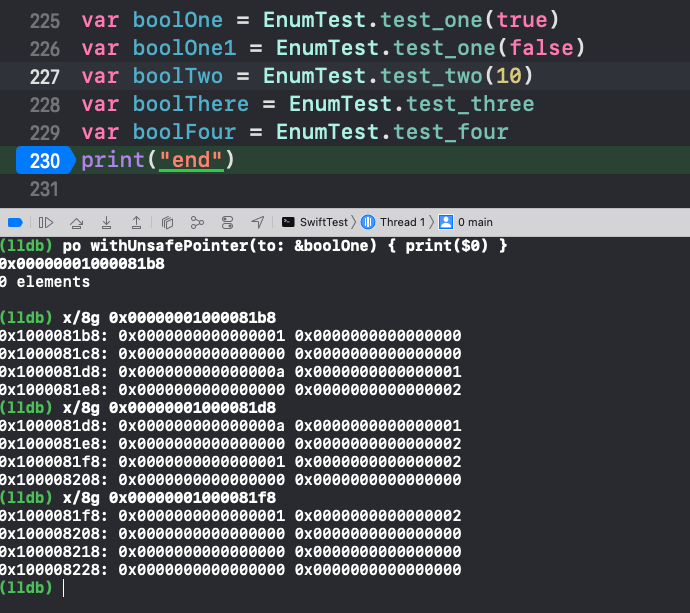 225 var boolOne = EnumTest.test_one(true)
226 var boolOne1 = EnumTest.test_one(false)
227 var boolTwo = EnumTest.test_two(10)
228 var boolThere = EnumTest.test_three
229 var boolFour = EnumTest.test_four
230 print("end")
231
SwiftTest Thread 1 0 main
(lldb) po withUnsafePointer(to: &boolOne) { print($0) }
0x00000001000081b8
0 elements
(lldb) x/8g 0x00000001000081b8
0x1000081b8: 0x0000000000000001 0x0000000000000000
0x1000081c8: 0x0000000000000000 0x0000000000000000
0x1000081d8: 0x000000000000000a 0x0000000000000001
0x1000081e8: 0x0000000000000000 0x0000000000000002
(lldb) x/8g 0x00000001000081d8
0x1000081d8: 0x000000000000000a 0x0000000000000001
0x1000081e8: 0x0000000000000000 0x0000000000000002
0x1000081f8: 0x0000000000000001 0x0000000000000002
0x100008208: 0x0000000000000000 0x0000000000000000
(lldb) x/8g 0x00000001000081f8
0x1000081f8: 0x0000000000000001 0x0000000000000002
0x100008208: 0x0000000000000000 0x0000000000000000
0x100008218: 0x0000000000000000 0x0000000000000000
0x100008228: 0x0000000000000000 0x0000000000000000
(lldb)